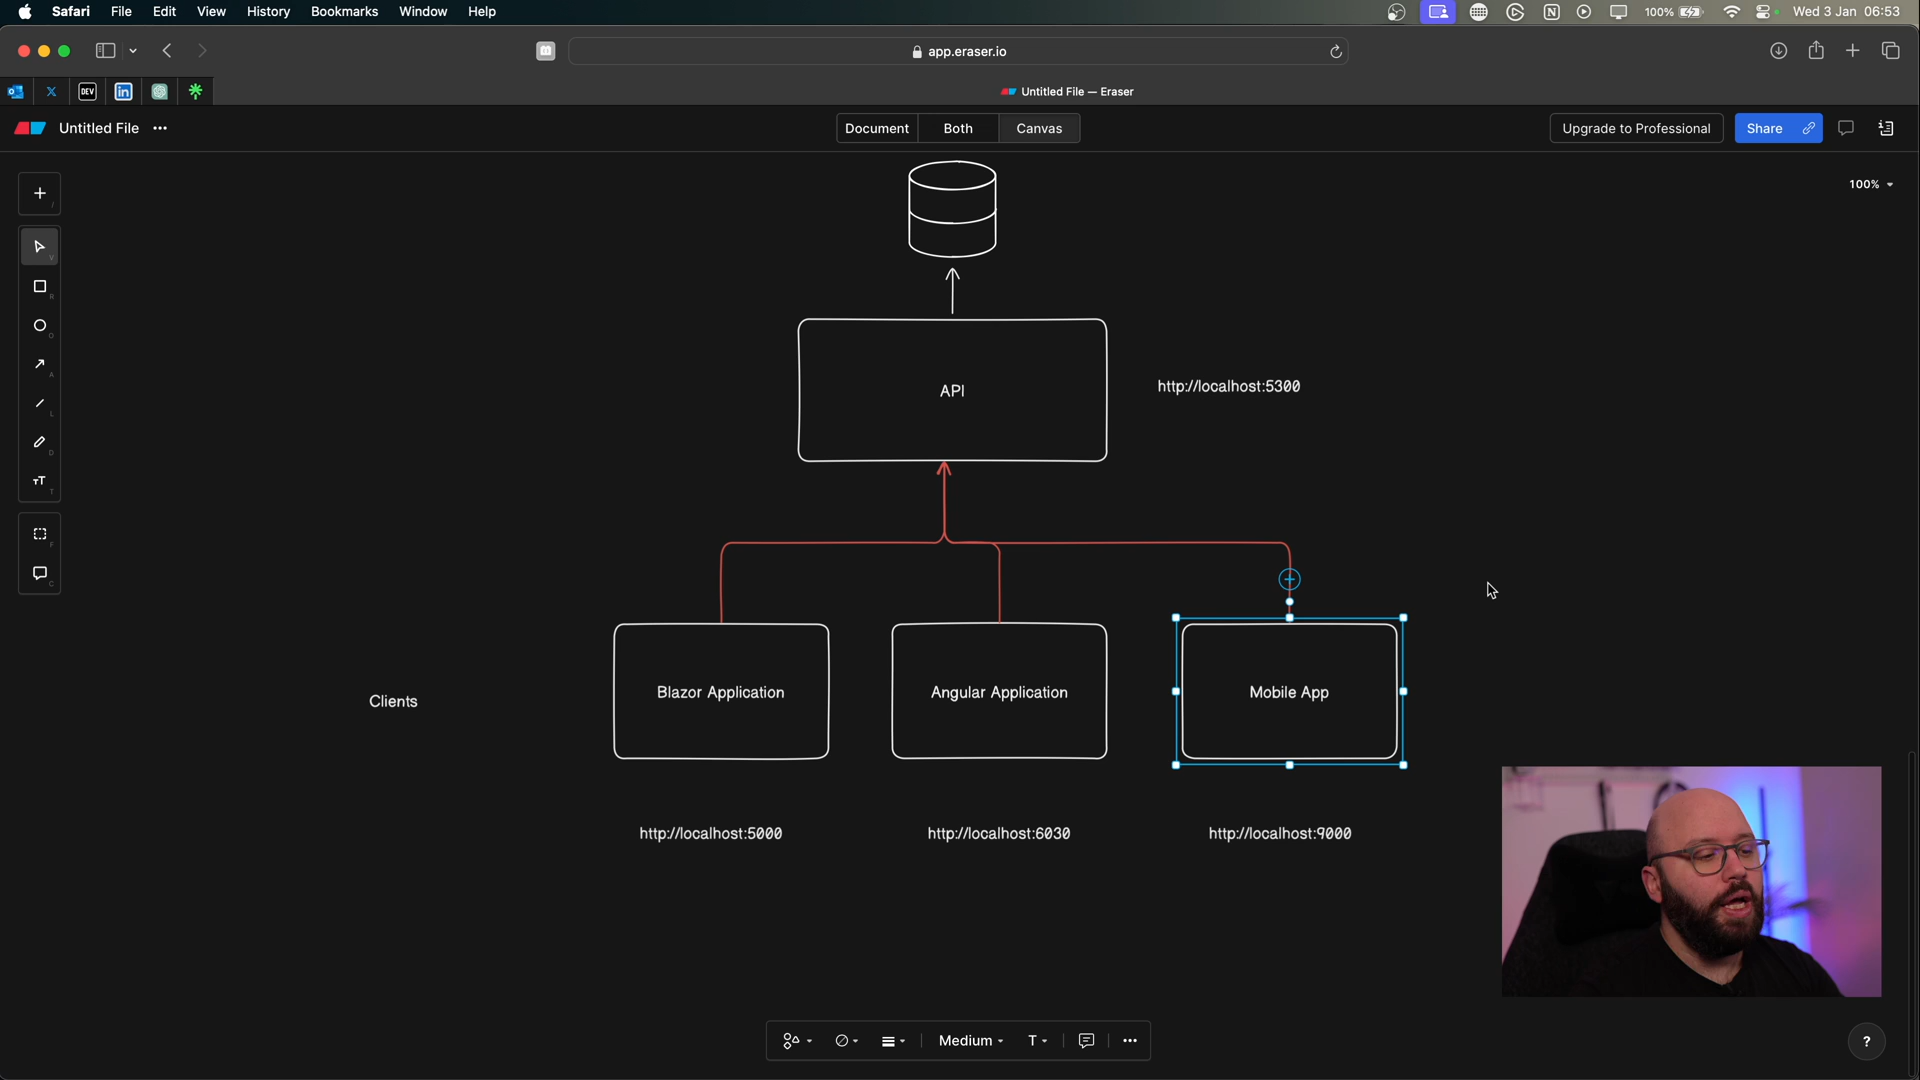 Safari File Edit View History Bookmarks Window Help
100% Wed 3 Jan 06:53
app.eraser.io
DEV
in
Untitled File — Eraser
Untitled File
Document Both Canvas
Upgrade to Professional Share
100%
API
http://localhost:5300
Clients
Blazor Application
Angular Application
Mobile App
http://localhost:5000
http://localhost:6030
http://localhost:9000
Medium T
?